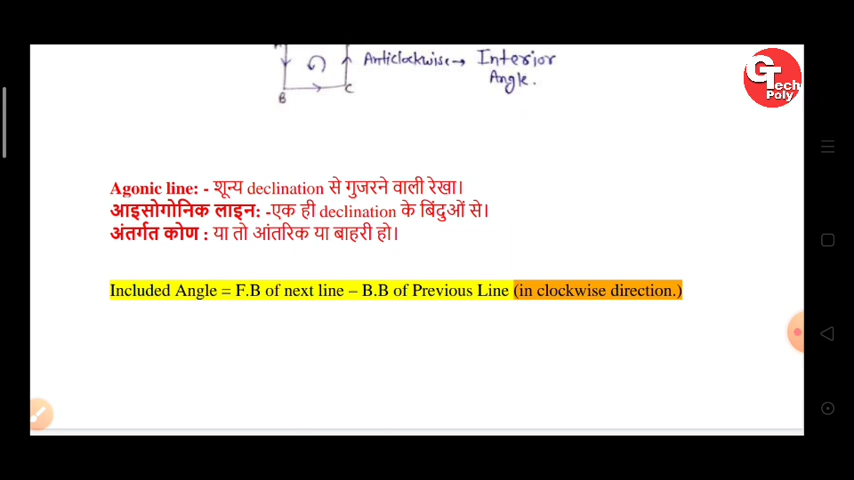 Anticlockwise → Interior
Angle.
B
C
GTech
Poly
Agonic line: - शून्य declination से गुजरने वाली रेखा।
आइसोगोनिक लाइन: -एक ही declination के बिंदुओं से।
अंतर्गत कोण : या तो आंतरिक या बाहरी हो।
Included Angle = F.B of next line – B.B of Previous Line (in clockwise direction.)